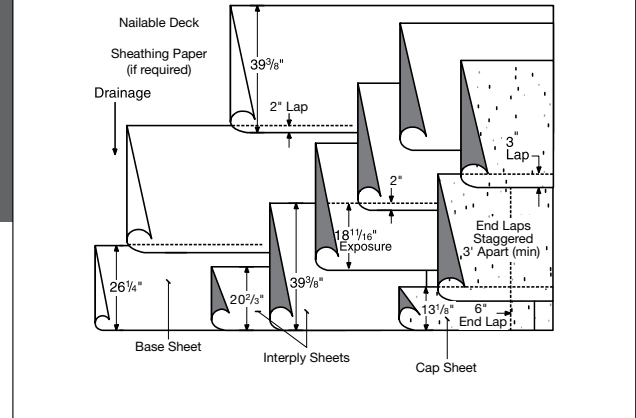 Nailable Deck
Sheathing Paper
(if required)
Drainage
39³/₈"
2" Lap
3"
Lap
2"
18¹¹/₁₆"
Exposure
End Laps
Staggered
3' Apart (min)
26¹/₄"
20²/₃"
39³/₈"
13¹/₈"
6"
End Lap
Base Sheet
Interply Sheets
Cap Sheet